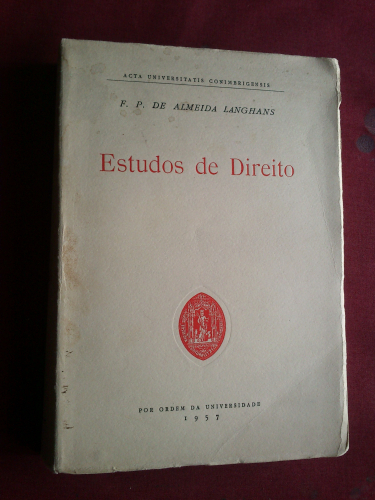 ACTA UNIVERSITATIS CONIMBRIGENSIS
F. P. DE ALMEIDA LANGHANS
Estudos de Direito
POR ORDEM DA UNIVERSIDADE
1957